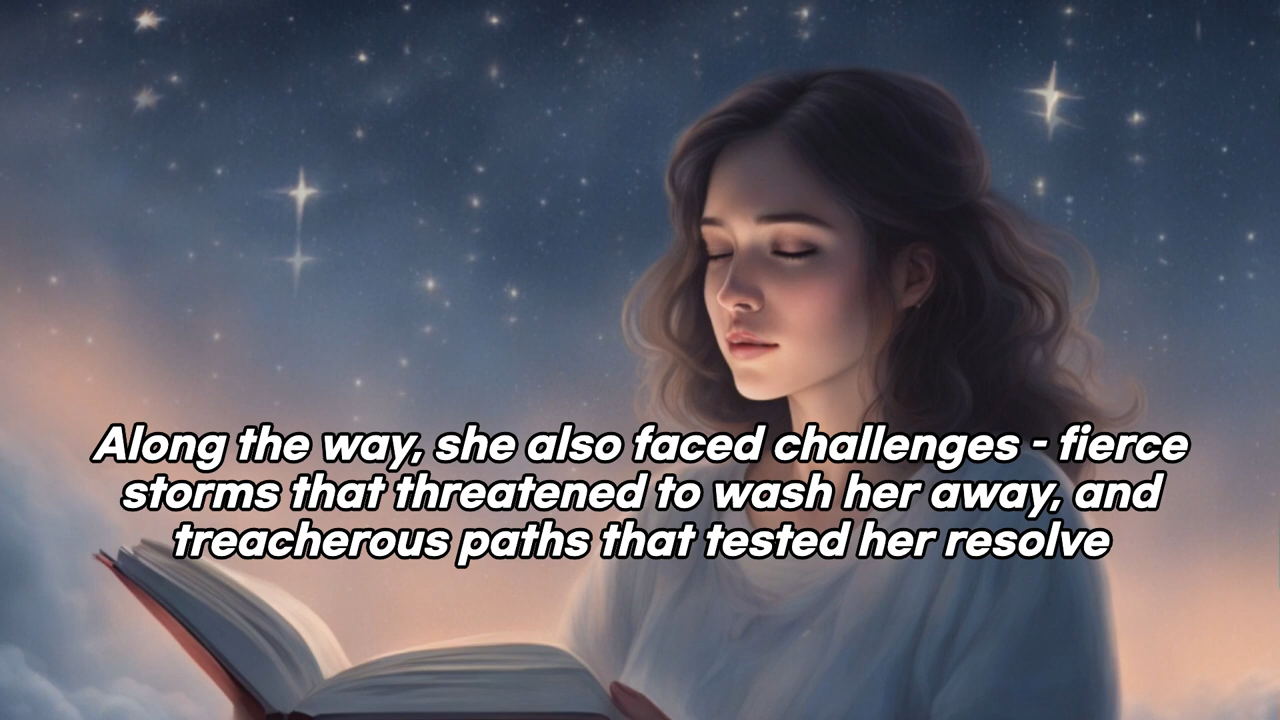 Along the way, she also faced challenges - fierce
storms that threatened to wash her away, and
treacherous paths that tested her resolve